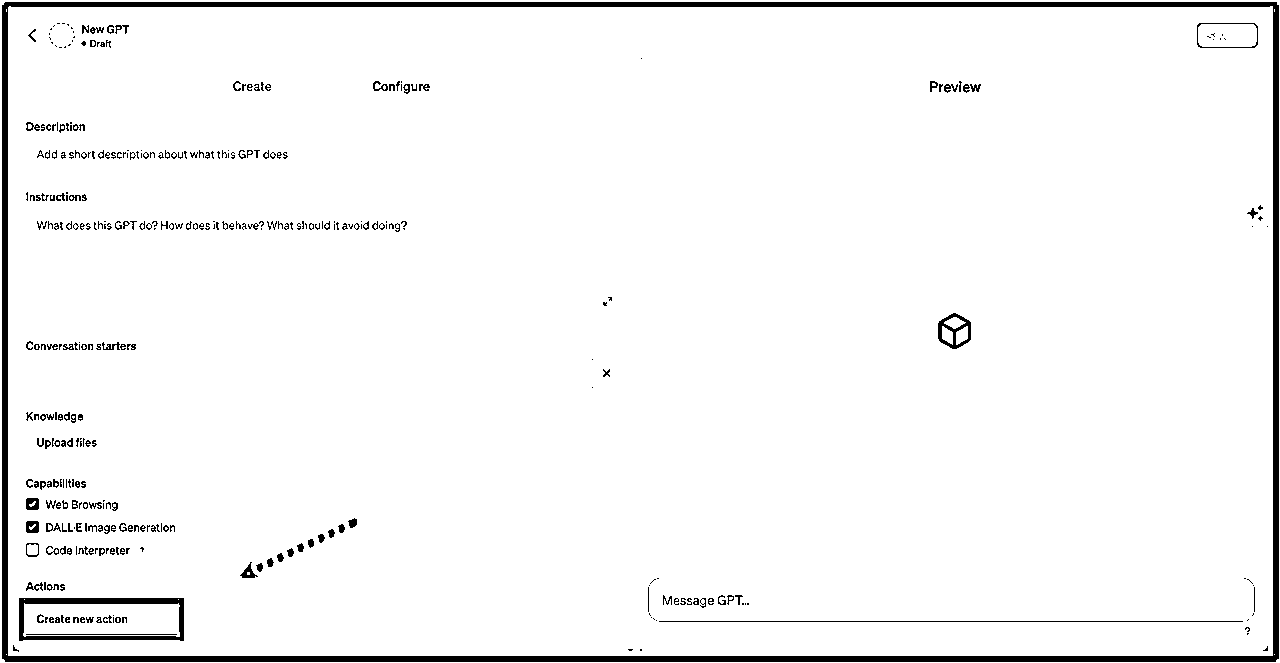 New GPT
• Draft
Create
Configure
Preview
Description
Add a short description about what this GPT does
Instructions
What does this GPT do? How does it behave? What should it avoid doing?
Conversation starters
Knowledge
Upload files
Capabilities
Web Browsing
DALL·E Image Generation
Code Interpreter ?
Actions
Create new action
Message GPT...
?